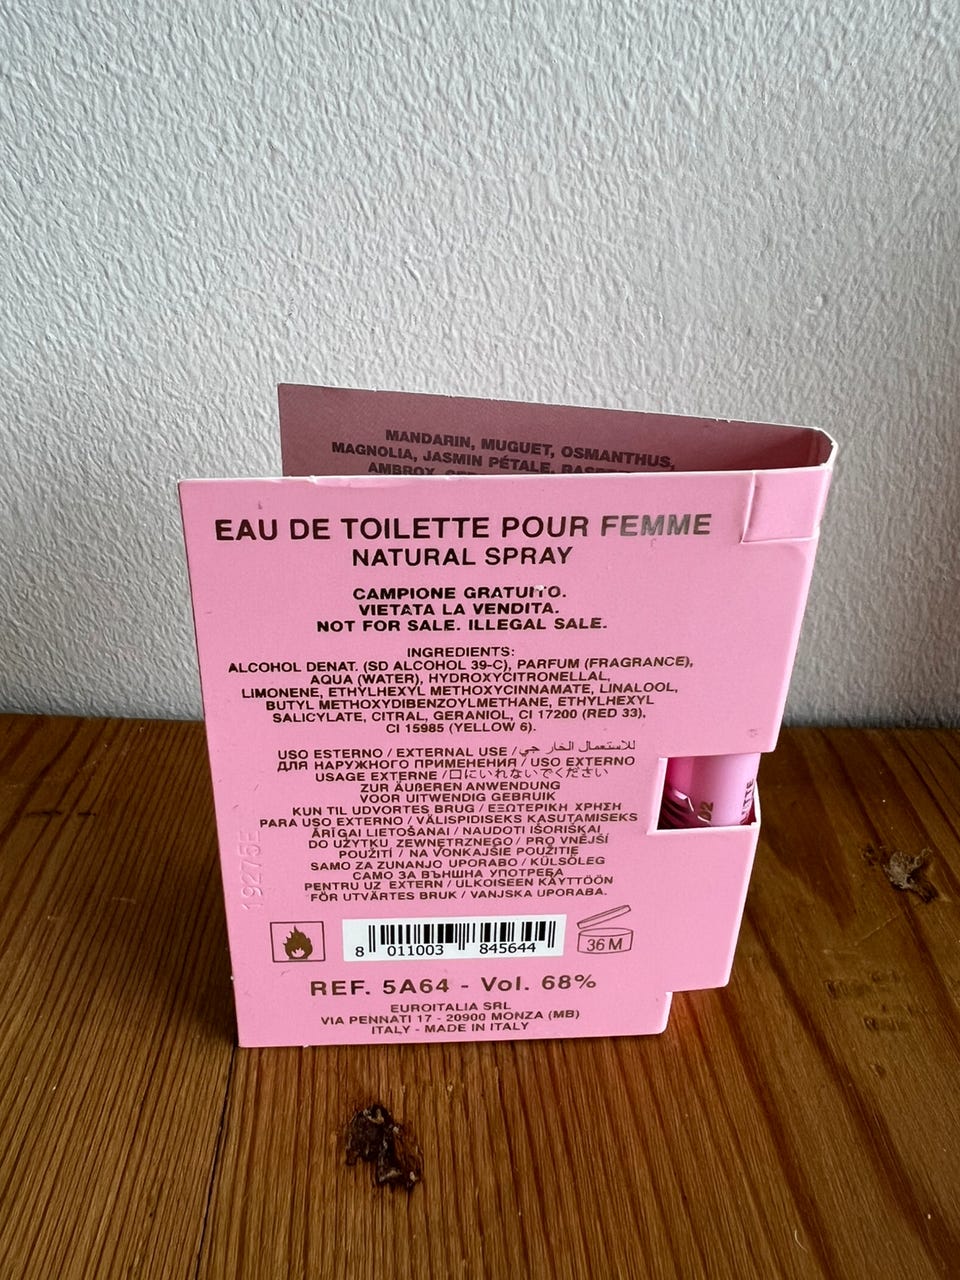 MANDARIN, MUGUET, OSMANTHUS,
MAGNOLIA, JASMIN PÉTALE,
AMBROX,
EAU DE TOILETTE POUR FEMME
NATURAL SPRAY
CAMPIONE GRATUITO.
VIETATA LA VENDITA.
NOT FOR SALE. ILLEGAL SALE.
INGREDIENTS:
ALCOHOL DENAT. (SD ALCOHOL 39-C), PARFUM (FRAGRANCE),
AQUA (WATER), HYDROXYCITRONELLAL,
LIMONENE, ETHYLHEXYL METHOXYCINNAMATE, LINALOOL,
BUTYL METHOXYDIBENZOYLMETHANE, ETHYLHEXYL
SALICYLATE, CITRAL, GERANIOL, CI 17200 (RED 33),
CI 15985 (YELLOW 6).
USO ESTERNO / EXTERNAL USE / للاستعمال الخار جي
ДЛЯ НАРУЖНОГО ПРИМЕНЕНИЯ / USO EXTERNO
USAGE EXTERNE / 口にいれないでください
ZUR ÄUßEREN ANWENDUNG
VOOR UITWENDIG GEBRUIK
KUN TIL UDVORTES BRUG / ΕΞΩΤΕΡΙΚΗ ΧΡΗΣΗ
PARA USO EXTERNO / VÄLISPIDISEKS KASUTAMISEKS
ĀRĪGAI LIETOŠANAI / NAUDOTI IŠORIŠKAI
DO UŻYTKU ZEWNĘTRZNEGO / PRO VNĚJŠÍ
POUŽITÍ / NA VONKAJŠIE POUŽITIE
SAMO ZA ZUNANJO UPORABO / KÜLSŐLEG
САМО ЗА ВЪНШНА УПОТРЕБА
PENTRU UZ EXTERN / ULKOISEEN KÄYTTÖÖN
FÖR UTVÄRTES BRUK / VANJSKA UPORABA.
19275E
8 011003 845644
36 M
REF. 5A64 - Vol. 68%
EUROITALIA SRL
VIA PENNATI 17 - 20900 MONZA (MB)
ITALY - MADE IN ITALY